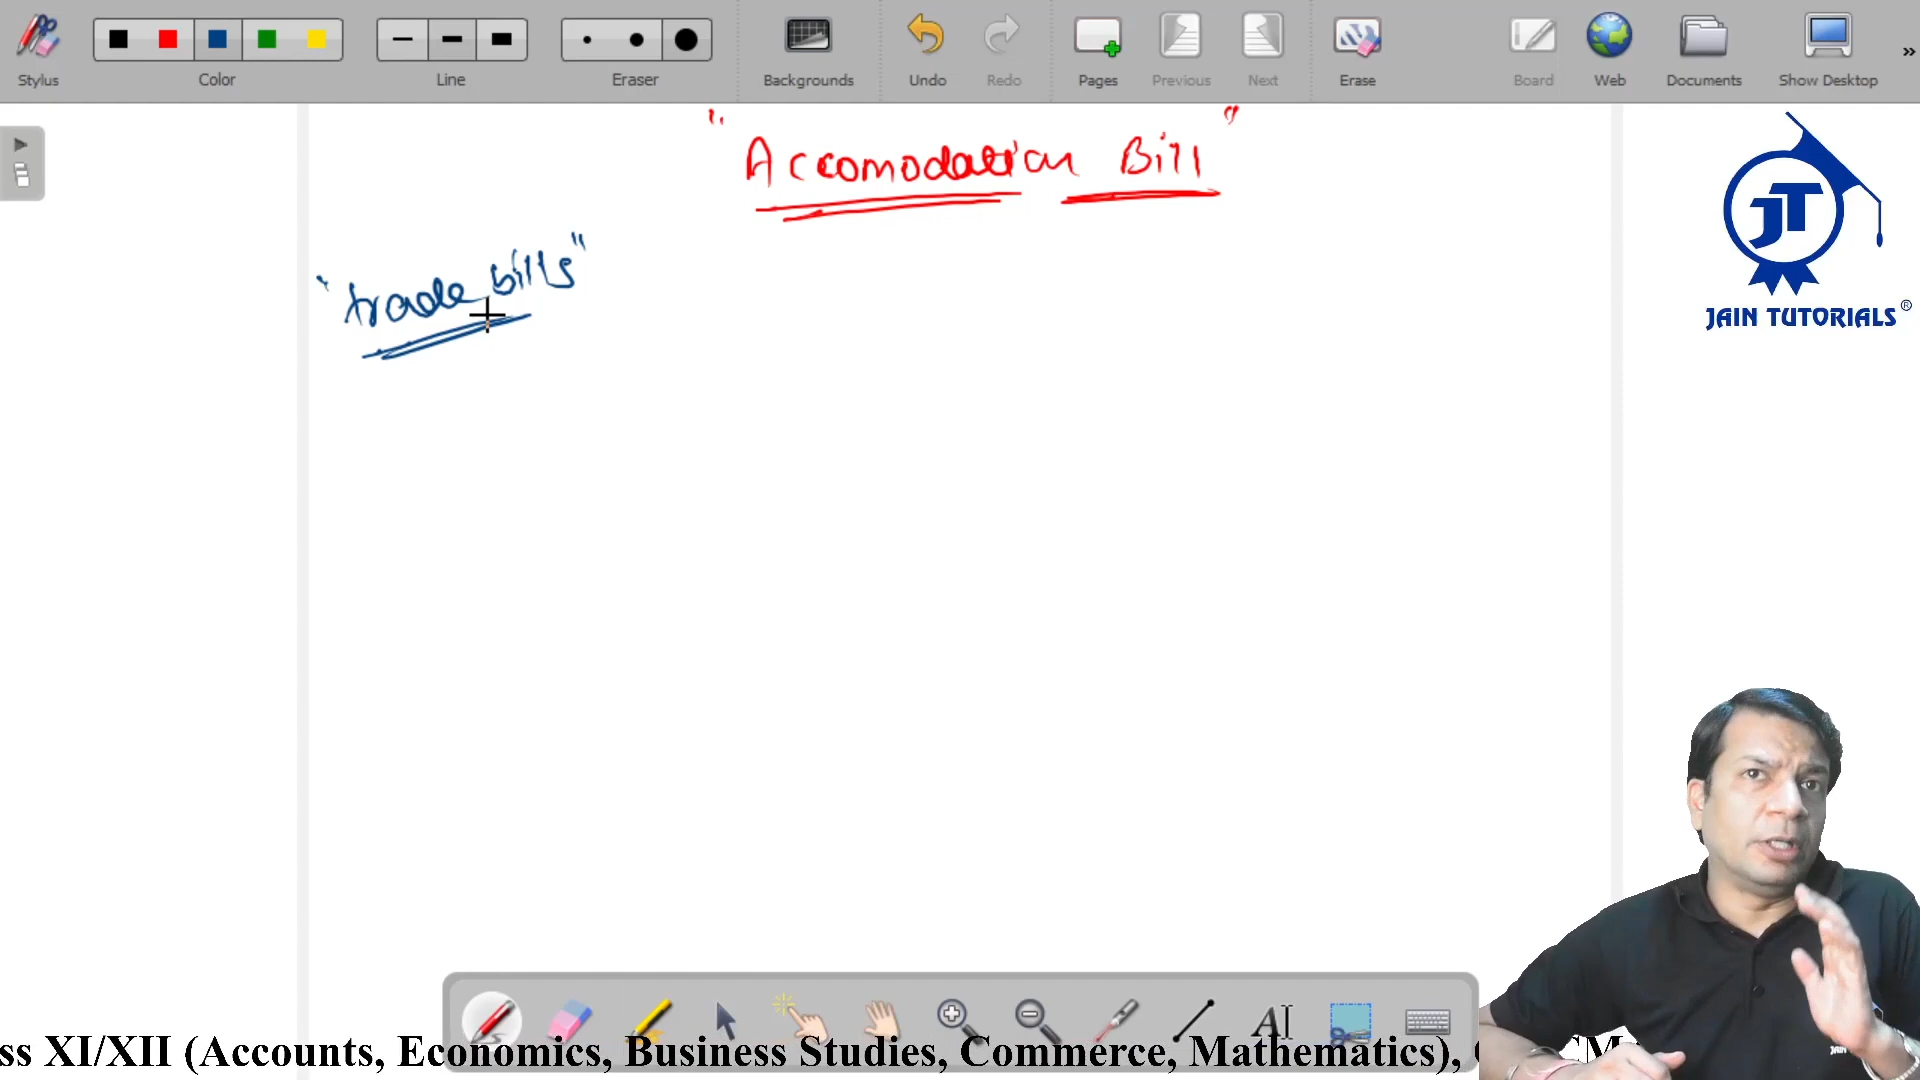 Stylus
Color
Line
Eraser
Backgrounds
Undo
Redo
Pages
Previous
Next
Erase
Board
Web
Documents
Show Desktop
»
"Accomodation Bill"
"trade bills"
JT
JAIN TUTORIALS®
ss XI/XII (Accounts, Economics, Business Studies, Commerce, Mathematics),